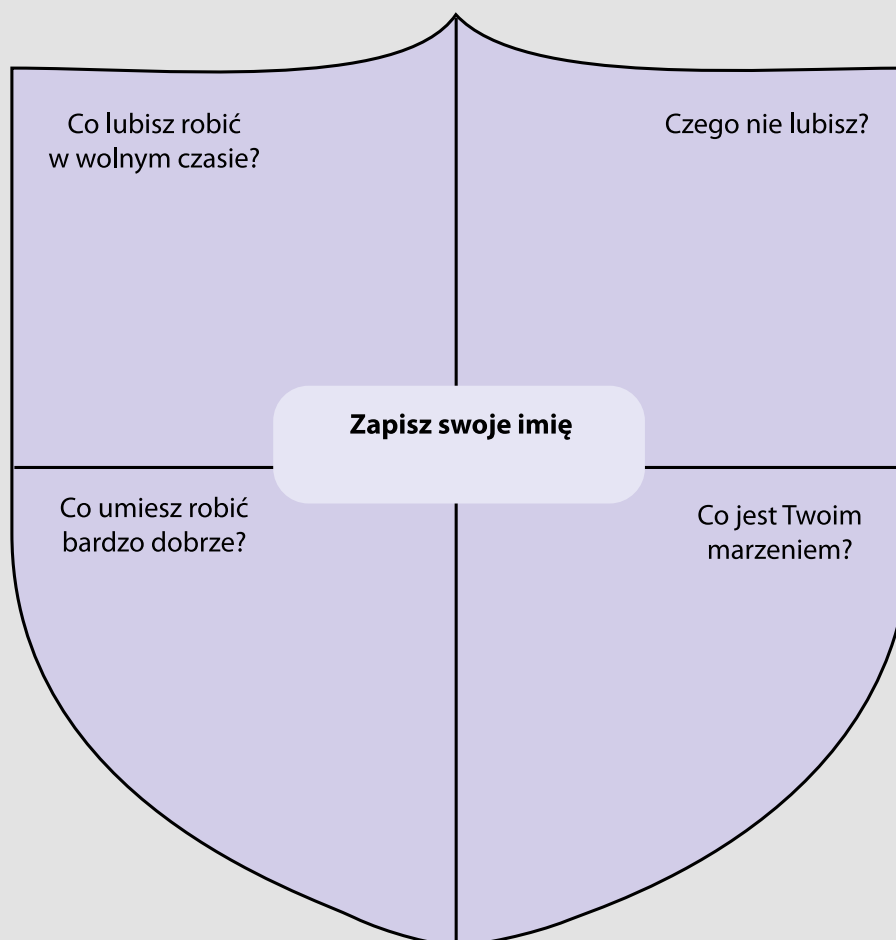 Co lubisz robić
w wolnym czasie?
Czego nie lubisz?
Zapisz swoje imię
Co umiesz robić
bardzo dobrze?
Co jest Twoim
marzeniem?